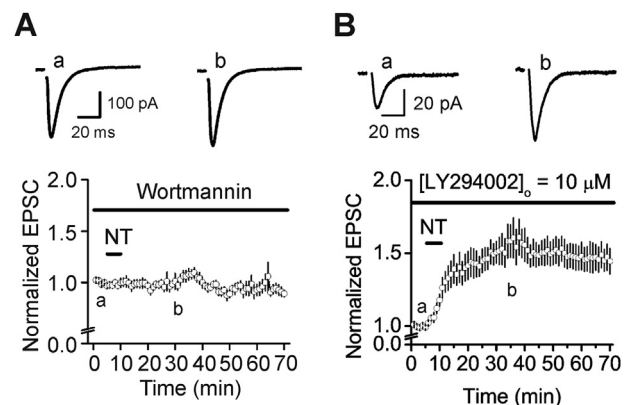 A
a
b
100 pA
20 ms
2.0
Wortmannin
1.5
NT
1.0
a
b
0.0
Normalized EPSC
0 10 20 30 40 50 60 70
Time (min)
B
a
b
20 pA
20 ms
2.0
[LY294002]o = 10 μM
NT
1.5
a
b
1.0
0.0
Normalized EPSC
0 10 20 30 40 50 60 70
Time (min)